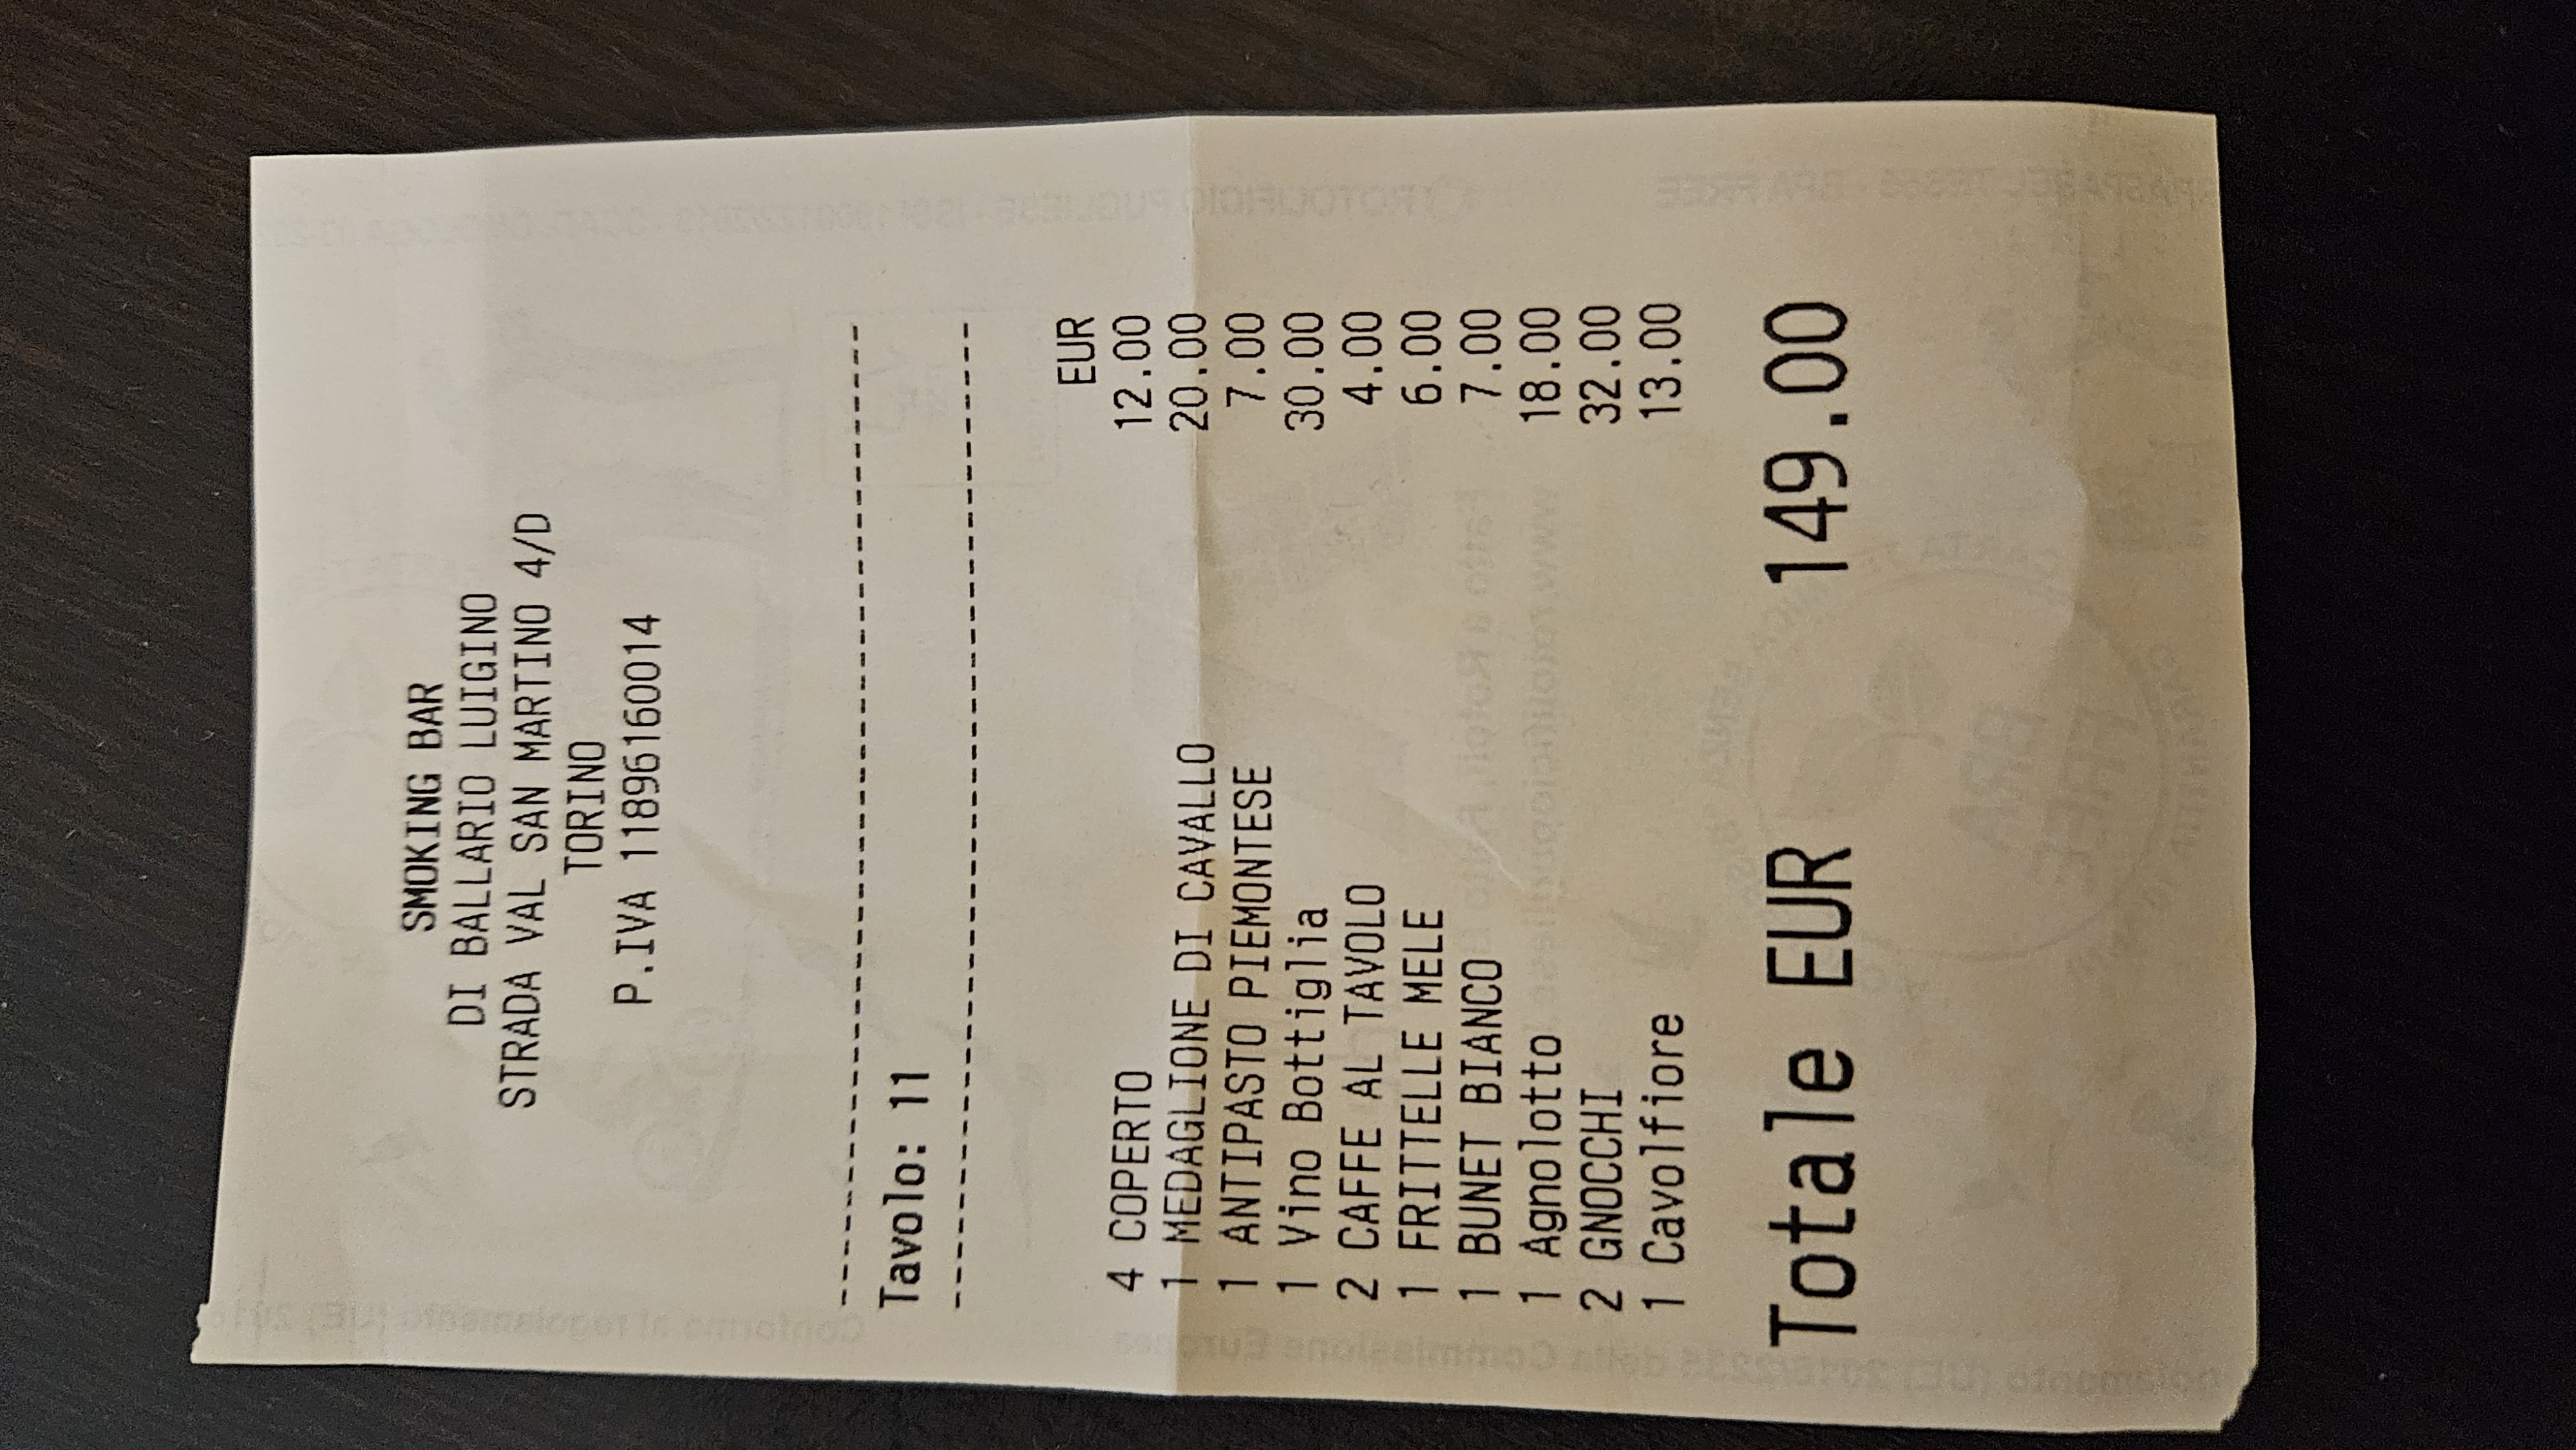 SMOKING BAR
DI BALLARIO LUIGINO
STRADA VAL SAN MARTINO 4/D
TORINO
P.IVA 11896160014
Tavolo: 11
EUR
4 COPERTO 12.00
1 MEDAGLIONE DI CAVALLO 20.00
1 ANTIPASTO PIEMONTESE 7.00
1 Vino Bottiglia 30.00
2 CAFFE AL TAVOLO 4.00
1 FRITTELLE MELE 6.00
1 BUNET BIANCO 7.00
1 Agnolotto 18.00
2 GNOCCHI 32.00
1 Cavolfiore 13.00
Totale EUR 149.00